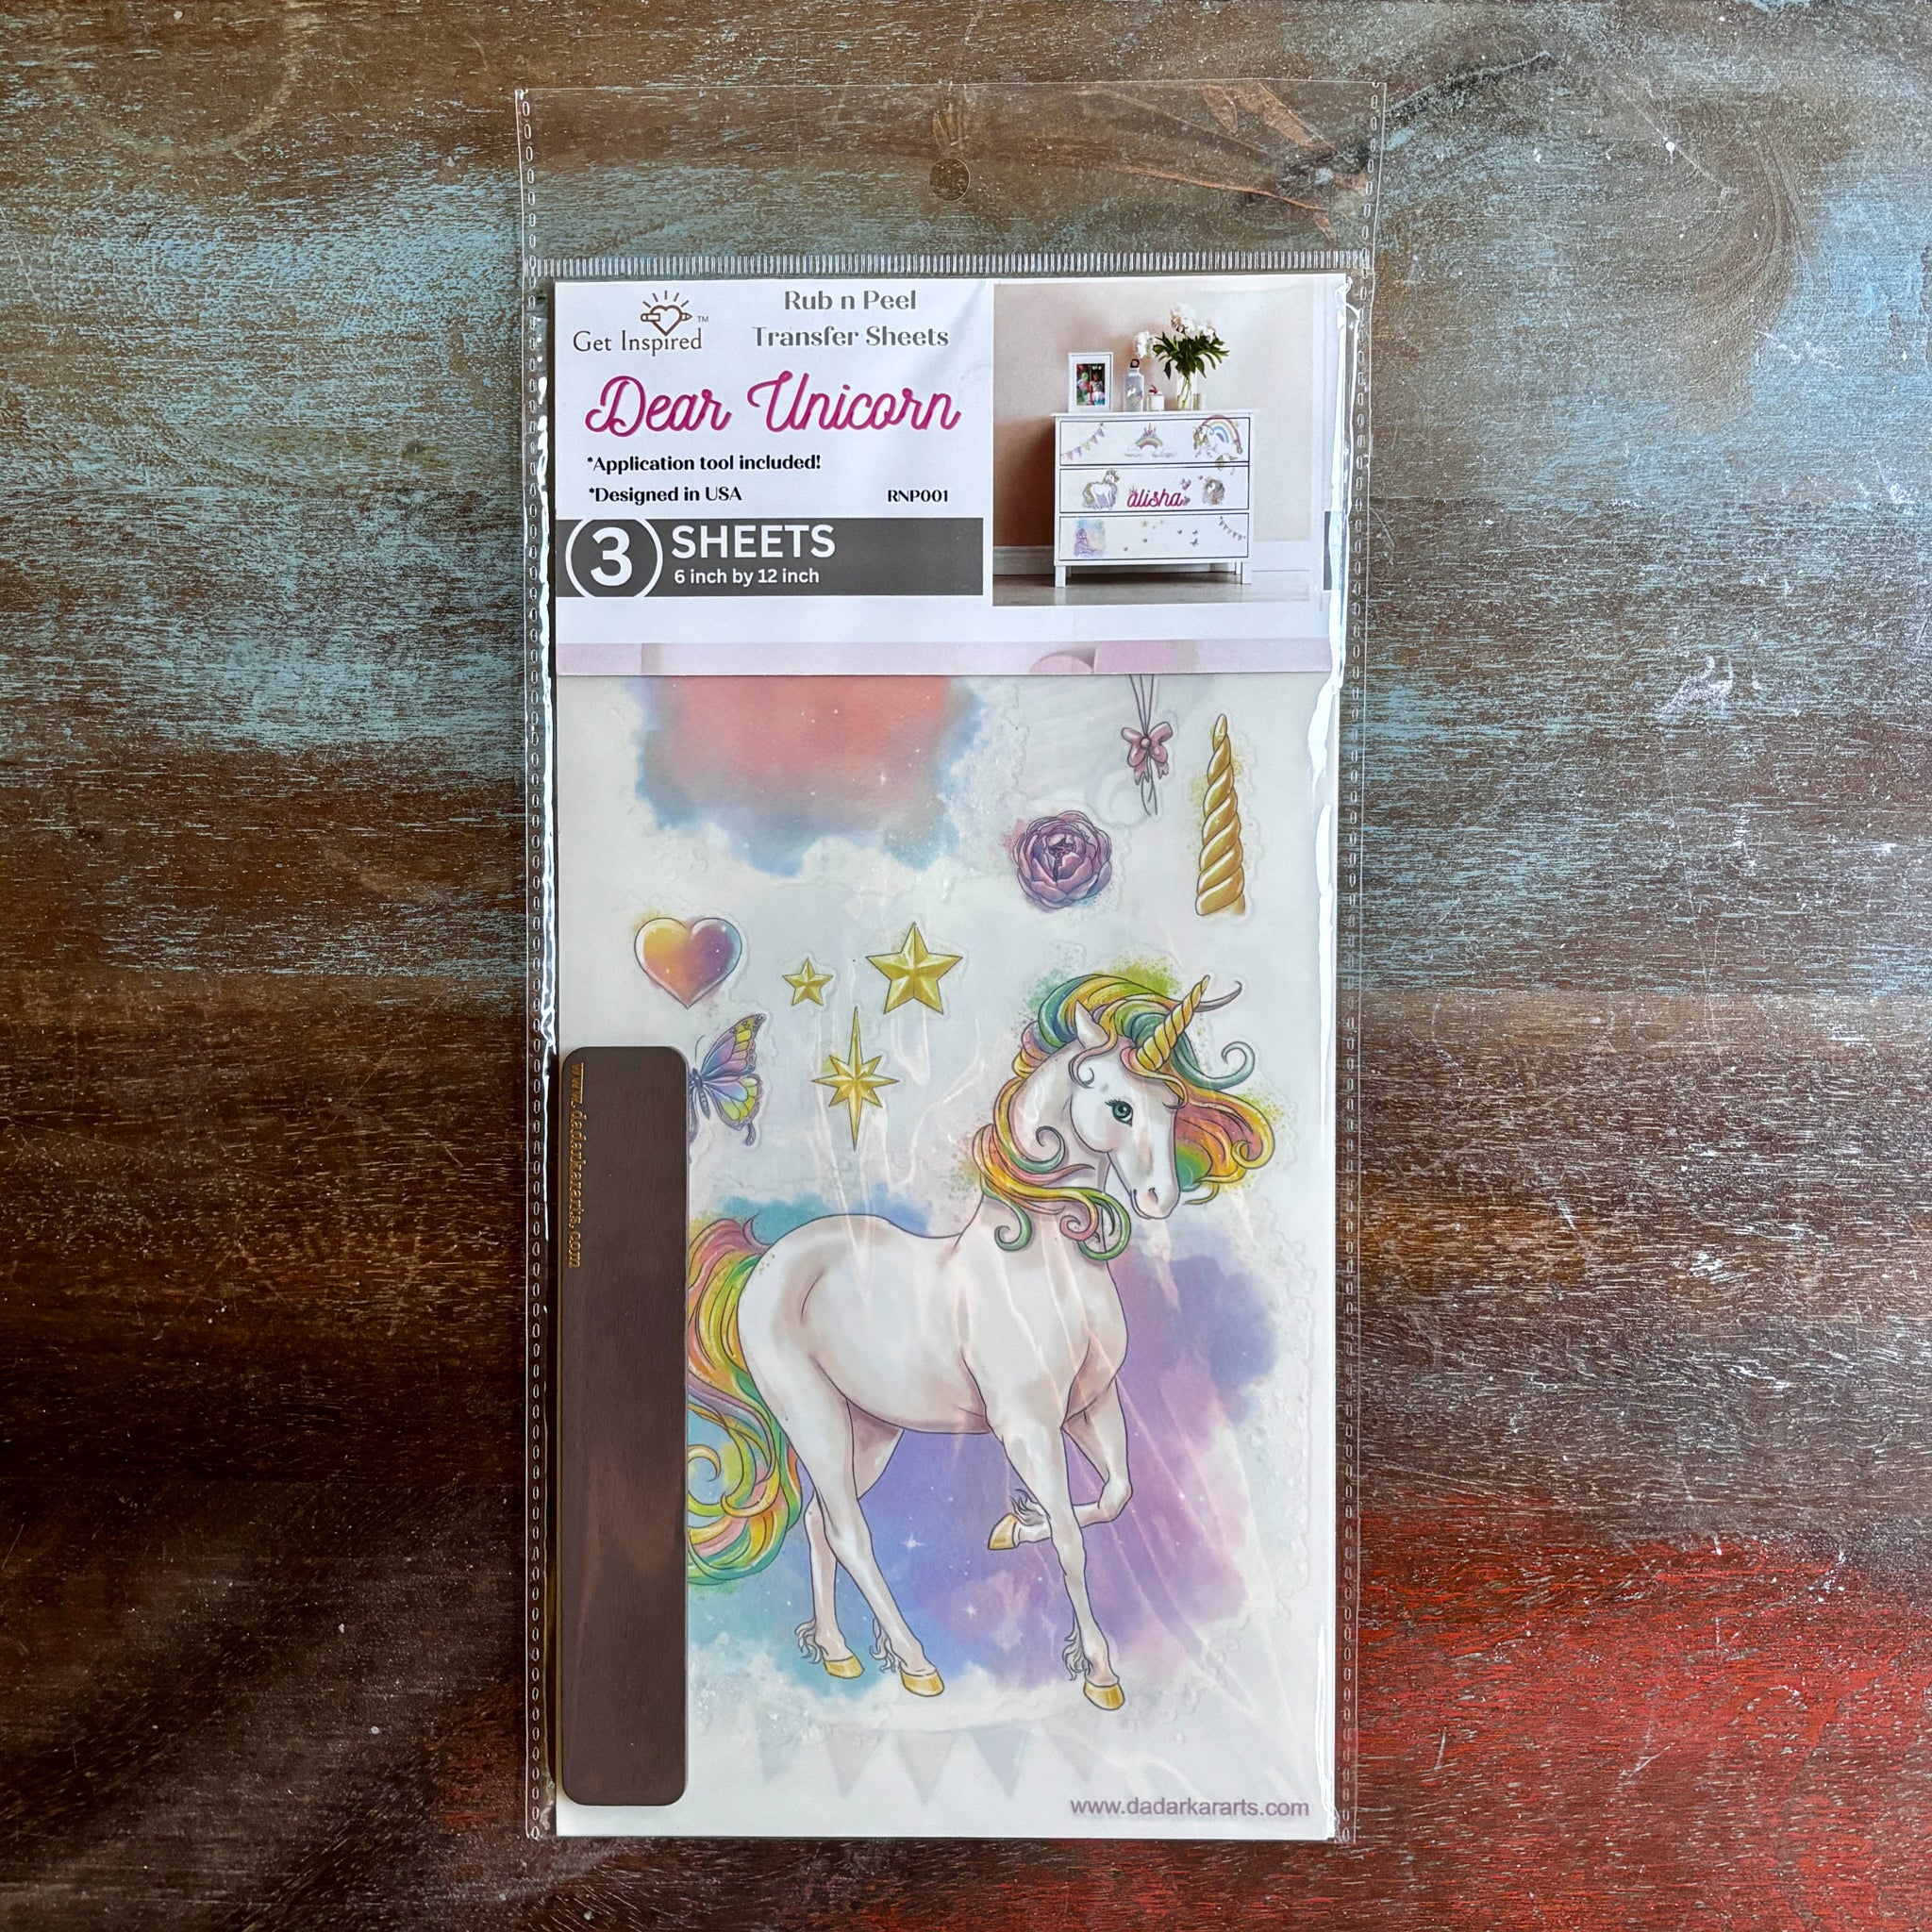 Get Inspired™
Rub n Peel
Transfer Sheets
Dear Unicorn
*Application tool included!
*Designed in USA
RNP001
3
SHEETS
6 inch by 12 inch
alisha
www.dadarkararts.com
www.dadarkararts.com